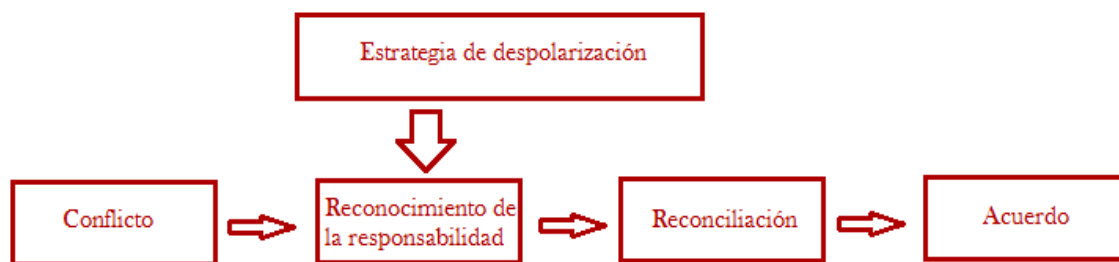 Estrategia de despolarización
Conflicto
Reconocimiento de
la responsabilidad
Reconciliación
Acuerdo